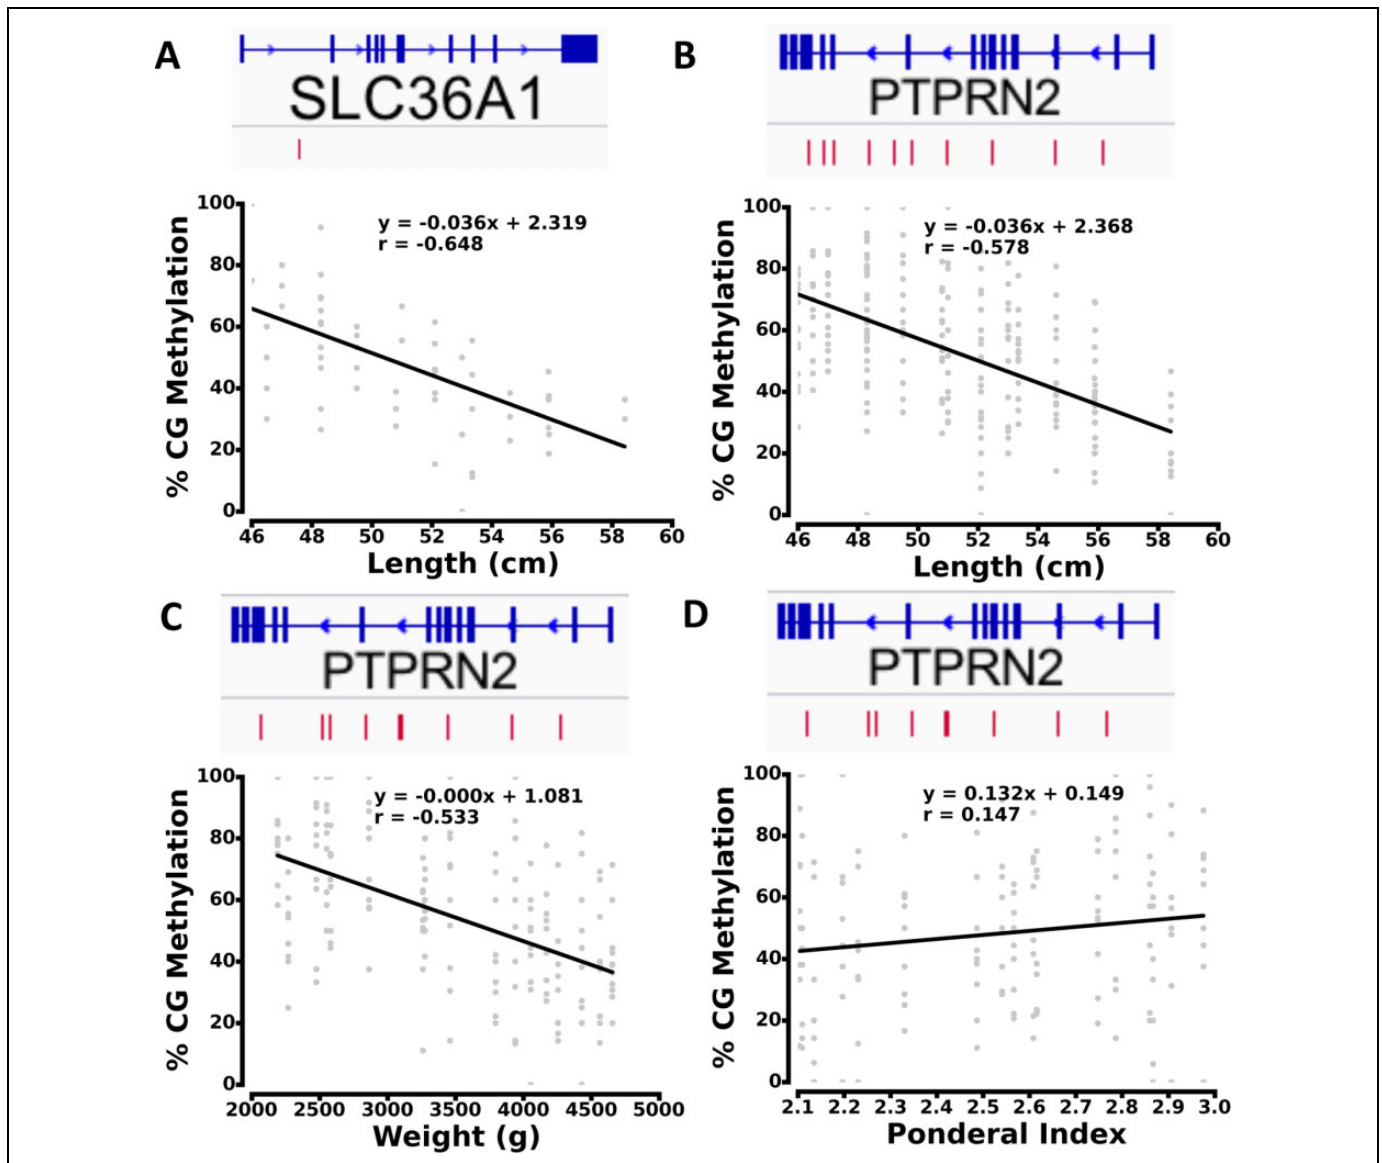 A
SLC36A1
100
80
60
40
20
0
% CG Methylation
y = -0.036x + 2.319
r = -0.648
46 48 50 52 54 56 58 60
Length (cm)
B
PTPRN2
100
80
60
40
20
0
% CG Methylation
y = -0.036x + 2.368
r = -0.578
46 48 50 52 54 56 58 60
Length (cm)
C
PTPRN2
100
80
60
40
20
0
% CG Methylation
y = -0.000x + 1.081
r = -0.533
2000 2500 3000 3500 4000 4500 5000
Weight (g)
D
PTPRN2
100
80
60
40
20
0
% CG Methylation
y = 0.132x + 0.149
r = 0.147
2.1 2.2 2.3 2.4 2.5 2.6 2.7 2.8 2.9 3.0
Ponderal Index